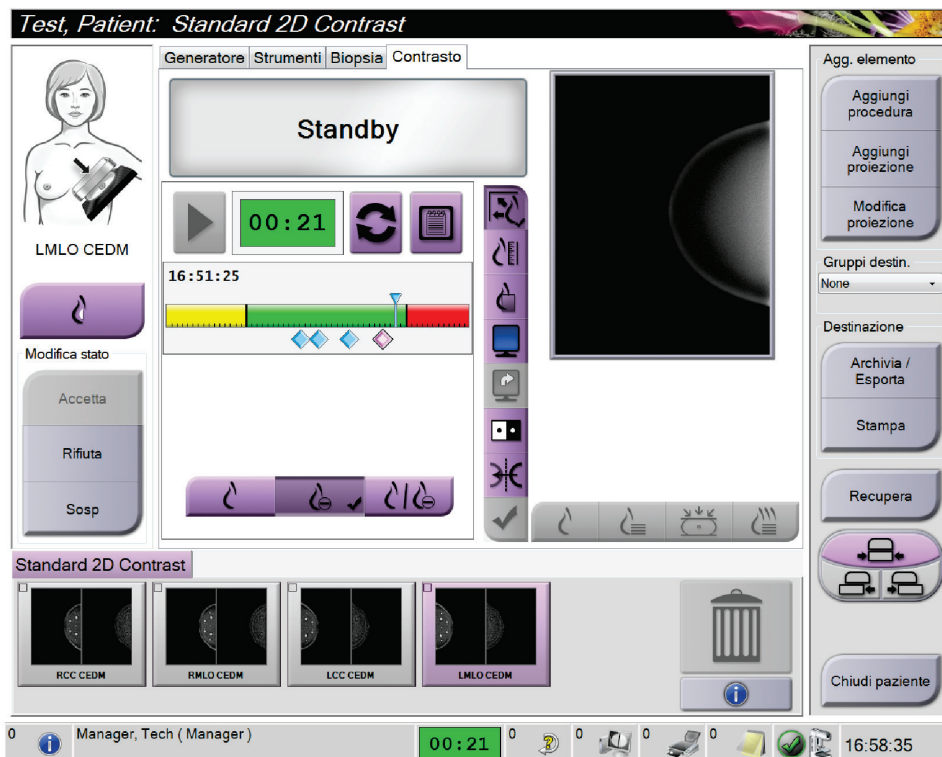 Test, Patient: Standard 2D Contrast
Generatore
Strumenti
Biopsia
Contrasto
Standby
00:21
16:51:25
LMLO CEDM
Modifica stato
Accetta
Rifiuta
Sosp
Agg. elemento
Aggiungi
procedura
Aggiungi
proiezione
Modifica
proiezione
Gruppi destin.
None
Destinazione
Archivia /
Esporta
Stampa
Recupera
Chiudi paziente
Standard 2D Contrast
RCC CEDM
RMLO CEDM
LCC CEDM
LMLO CEDM
0
Manager, Tech ( Manager )
00:21
0
0
0
0
16:58:35